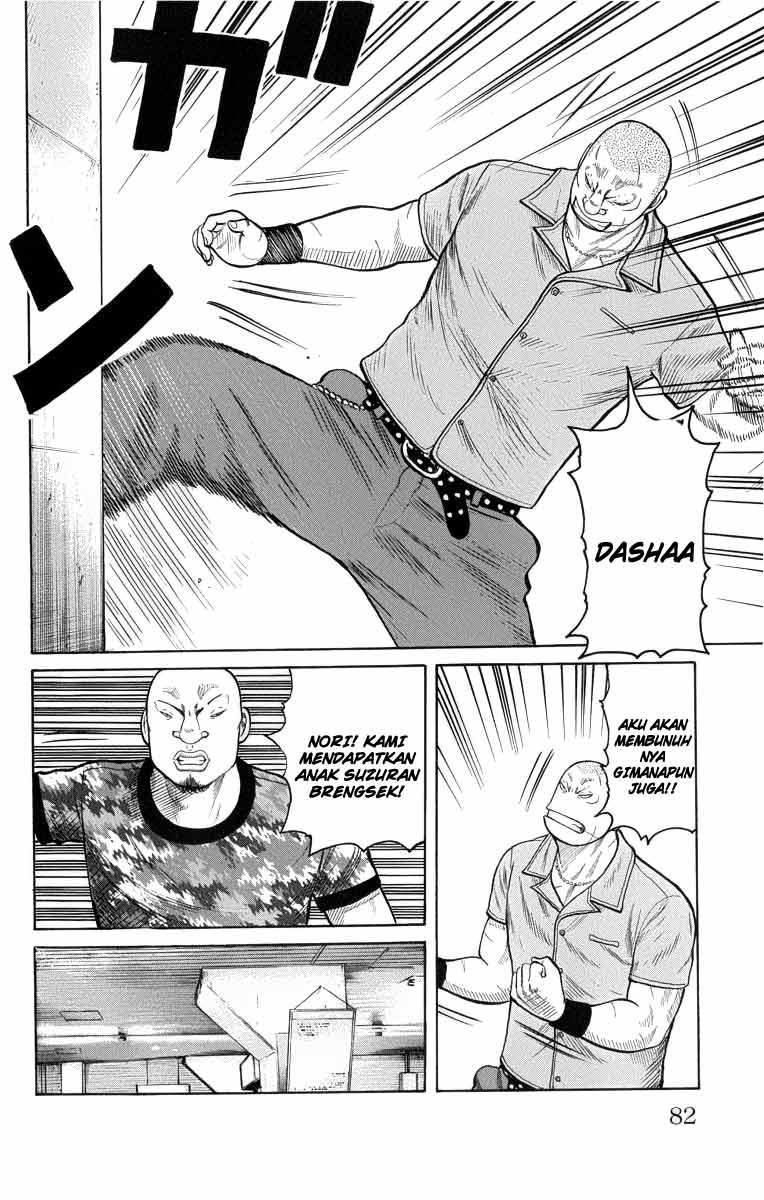 ガン
DASHAA
AKU AKAN
MEMBUNUH
NYA
GIMANAPUN
JUGA!!
NORI! KAMI
MENDAPATKAN
ANAK SUZURAN
BRENGSEK!
82